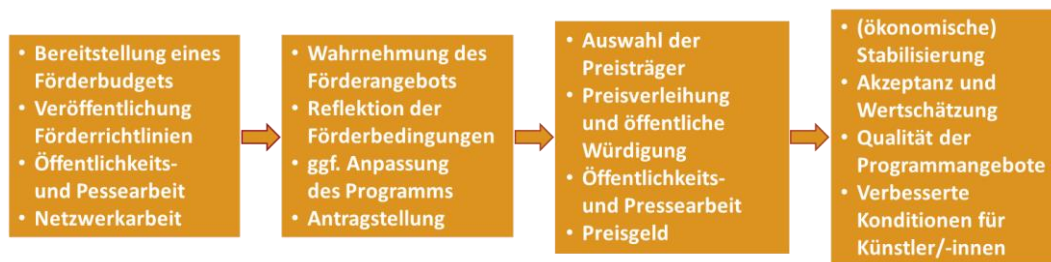 • Bereitstellung eines
Förderbudgets
• Veröffentlichung
Förderrichtlinien
• Öffentlichkeits-
und Pessearbeit
• Netzwerkarbeit
• Wahrnehmung des
Förderangebots
• Reflektion der
Förderbedingungen
• ggf. Anpassung
des Programms
• Antragstellung
• Auswahl der
Preisträger
• Preisverleihung
und öffentliche
Würdigung
• Öffentlichkeits-
und Pressearbeit
• Preisgeld
• (ökonomische)
Stabilisierung
• Akzeptanz und
Wertschätzung
• Qualität der
Programmangebote
• Verbesserte
Konditionen für
Künstler/-innen